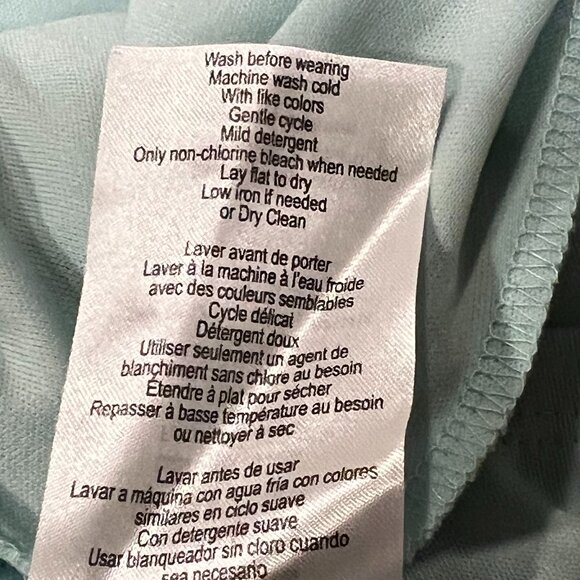 Wash before wearing
Machine wash cold
With like colors
Gentle cycle
Mild detergent
Only non-chlorine bleach when needed
Lay flat to dry
Low iron if needed
or Dry Clean
Laver avant de porter
Laver à la machine à l'eau froide
avec des couleurs semblables
Cycle délicat
Détergent doux
Utiliser seulement un agent de
blanchiment sans chlore au besoin
Étendre à plat pour sécher
Repasser à basse température au besoin
ou nettoyer à sec
Lavar antes de usar
Lavar a máquina con agua fría con colores
similares en ciclo suave
Con detergente suave
Usar blanqueador sin cloro cuando
sea necesario